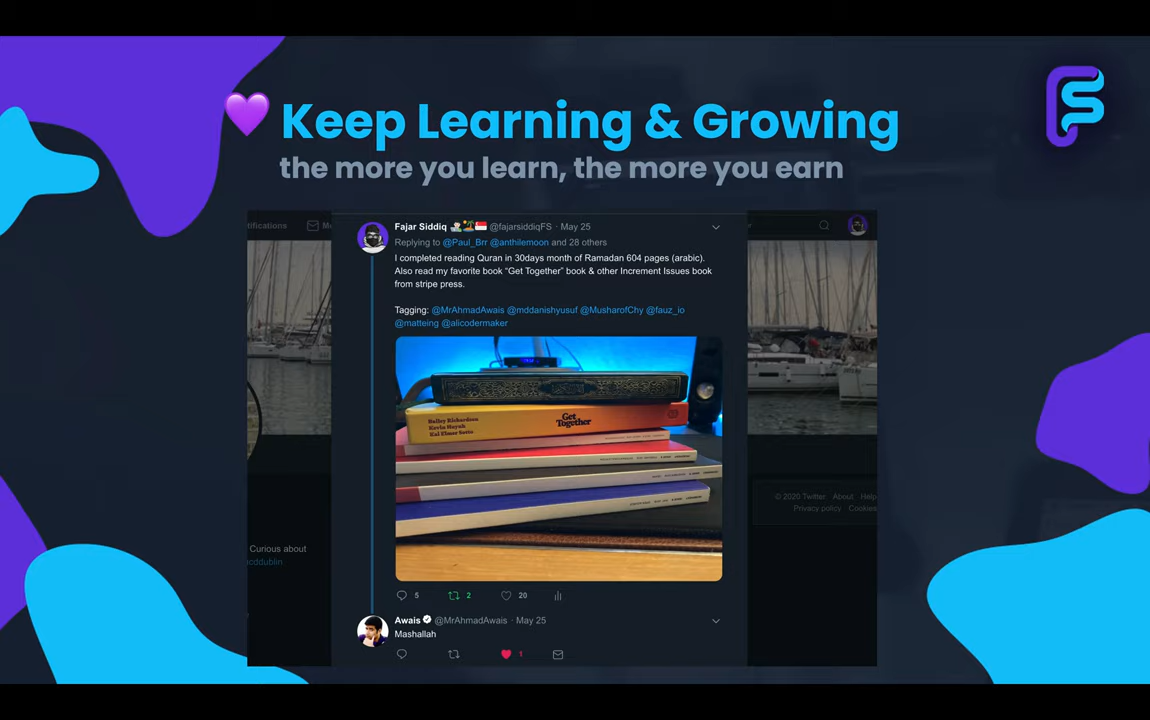 Keep Learning & Growing
the more you learn, the more you earn
Fajar Siddiq @fajarsiddiqFS · May 25
Replying to @Paul_Brr @anthilemoon and 28 others
I completed reading Quran in 30days month of Ramadan 604 pages (arabic).
Also read my favorite book “Get Together” book & other Increment Issues book
from stripe press.
Tagging: @MrAhmadAwais @mddanishyusuf @MusharofChy @fauz_io
@matteing @alicodermaker
Bailey Richardson
Kevin Huynh
Kai Elmer Sotto
Get
Together
5 2 20
Awais @MrAhmadAwais · May 25
Mashallah
1
tifications
Curious about
cddublin
© 2020 Twitter About Help
Privacy policy Cookies